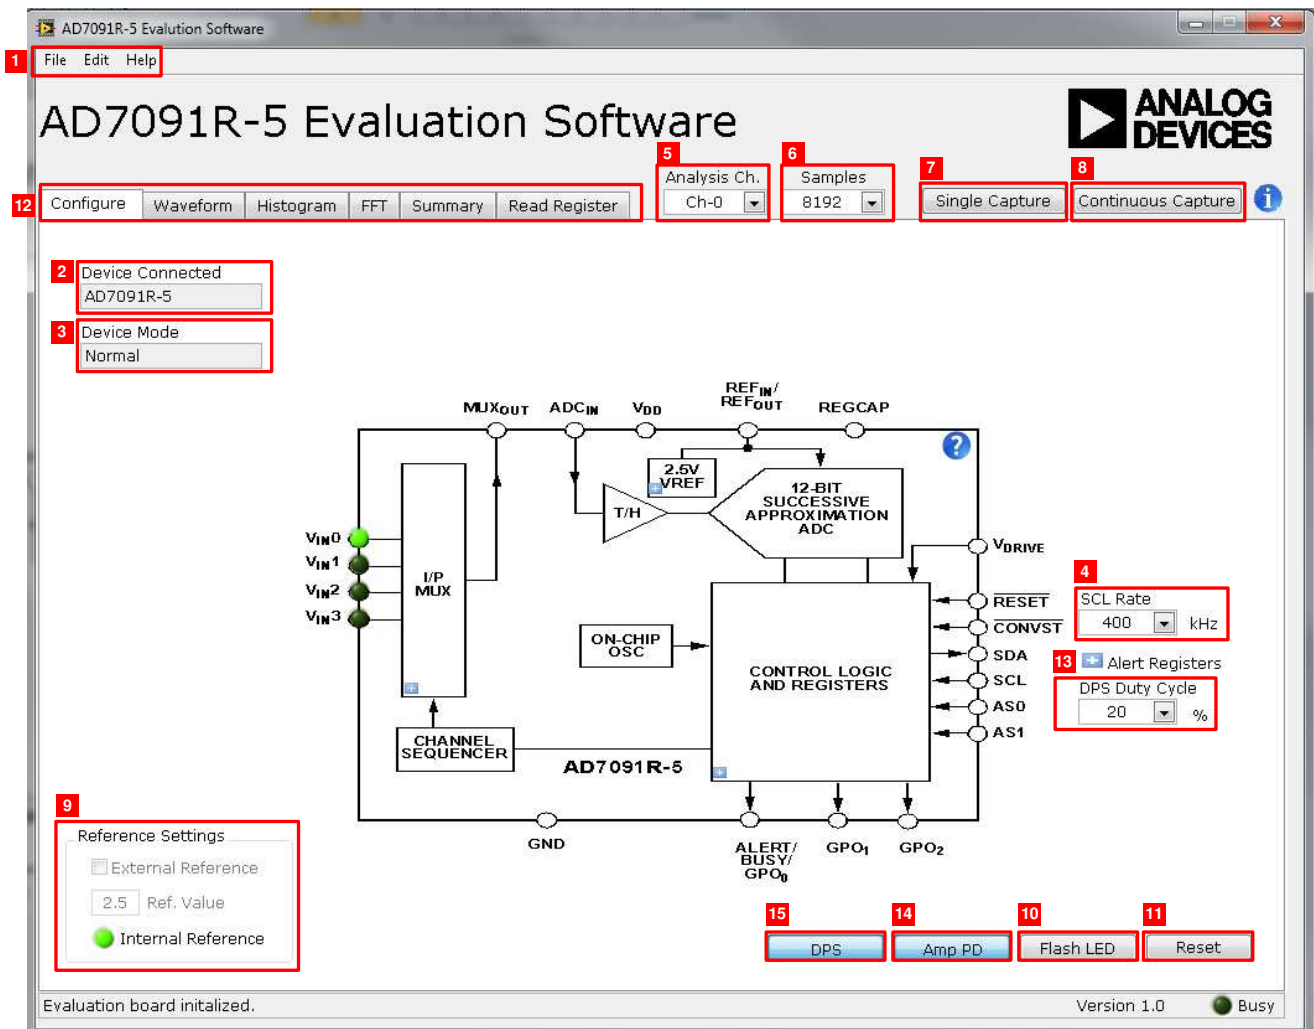 AD7091R-5 Evalution Software
1
File Edit Help
AD7091R-5 Evaluation Software
ANALOG
DEVICES
5
6
7
8
Analysis Ch.
Samples
12
Configure
Waveform
Histogram
FFT
Summary
Read Register
Ch-0
8192
Single Capture
Continuous Capture
i
2
Device Connected
AD7091R-5
3
Device Mode
Normal
MUXOUT
ADCIN
VDD
REFIN/
REFOUT
REGCAP
?
2.5V
VREF
T/H
12-BIT
SUCCESSIVE
APPROXIMATION
ADC
VIN0
VIN1
VIN2
VIN3
I/P
MUX
VDRIVE
RESET
CONVST
SDA
SCL
AS0
AS1
4
SCL Rate
400
kHz
13
Alert Registers
DPS Duty Cycle
20
%
ON-CHIP
OSC
CONTROL LOGIC
AND REGISTERS
CHANNEL
SEQUENCER
AD7091R-5
GND
ALERT/
BUSY/
GPO0
GPO1
GPO2
9
Reference Settings
External Reference
2.5
Ref. Value
Internal Reference
15
14
10
11
DPS
Amp PD
Flash LED
Reset
Evaluation board initalized.
Version 1.0
Busy